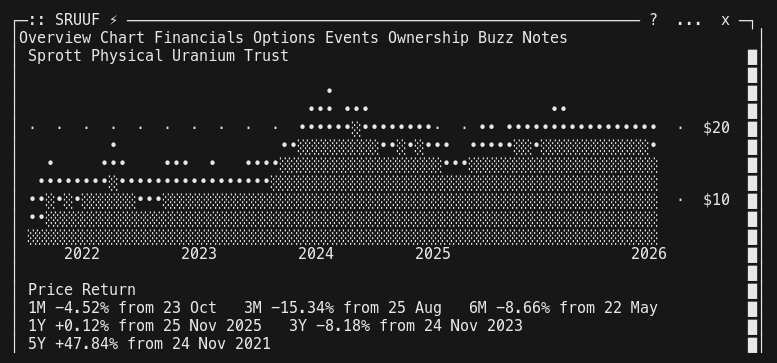 :: SRUUF ⚡ ? ... x
Overview Chart Financials Options Events Ownership Buzz Notes
Sprott Physical Uranium Trust
$20
$10
2022 2023 2024 2025 2026
Price Return
1M −4.52% from 23 Oct 3M −15.34% from 25 Aug 6M −8.66% from 22 May
1Y +0.12% from 25 Nov 2025 3Y −8.18% from 24 Nov 2023
5Y +47.84% from 24 Nov 2021